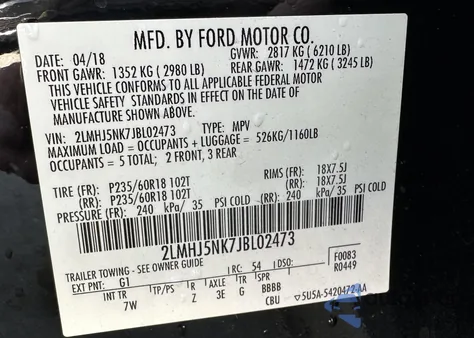 MFD. BY FORD MOTOR CO.
DATE: 04/18 GVWR: 2817 KG (6210 LB)
FRONT GAWR: 1352 KG (2980 LB) REAR GAWR: 1472 KG (3245 LB)
THIS VEHICLE CONFORMS TO ALL APPLICABLE FEDERAL MOTOR
VEHICLE SAFETY STANDARDS IN EFFECT ON THE DATE OF
MANUFACTURE SHOWN ABOVE.
VIN: 2LMHJ5NK7JBL02473 TYPE: MPV
MAXIMUM LOAD = OCCUPANTS + LUGGAGE = 526KG/1160LB
OCCUPANTS = 5 TOTAL; 2 FRONT, 3 REAR
TIRE (FR): P235/60R18 102T RIMS (FR): 18X7.5J
(RR): P235/60R18 102T (RR): 18X7.5J
PRESSURE (FR): 240 kPa/ 35 PSI COLD (RR): 240 kPa/ 35 PSI COLD
2LMHJ5NK7JBL02473
TRAILER TOWING - SEE OWNER GUIDE
EXT PNT: G1 RC: 54 DSO: F0083
INT TR TP/PS R AXLE TR SPR R0449
7W Z 3E G BBBB
CBU 5U5A-5420472-AA